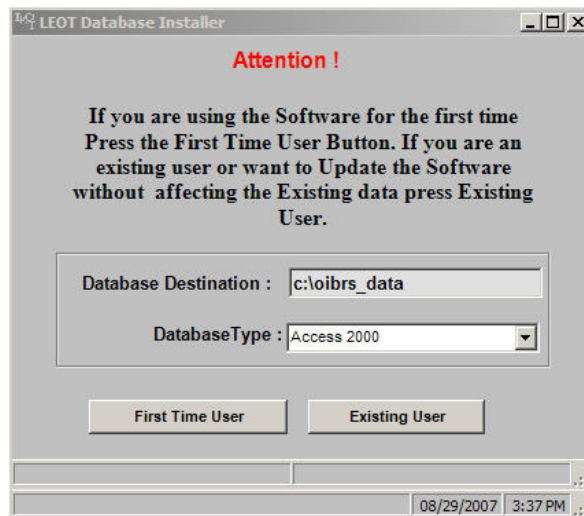 LEOT Database Installer
Attention !
If you are using the Software for the first time
Press the First Time User Button. If you are an
existing user or want to Update the Software
without affecting the Existing data press Existing
User.
Database Destination : c:\oibrs_data
DatabaseType : Access 2000
First Time User Existing User
08/29/2007 3:37 PM